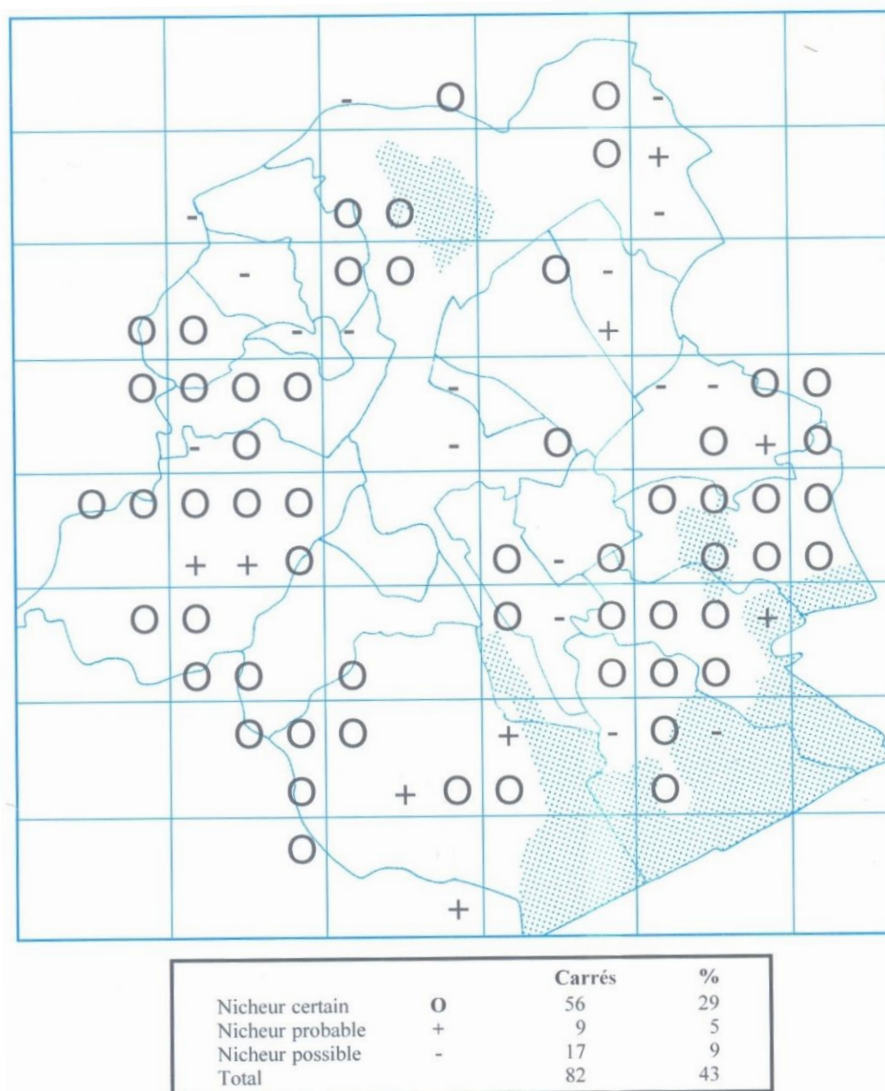 Carrés %
Nicheur certain O 56 29
Nicheur probable + 9 5
Nicheur possible - 17 9
Total 82 43